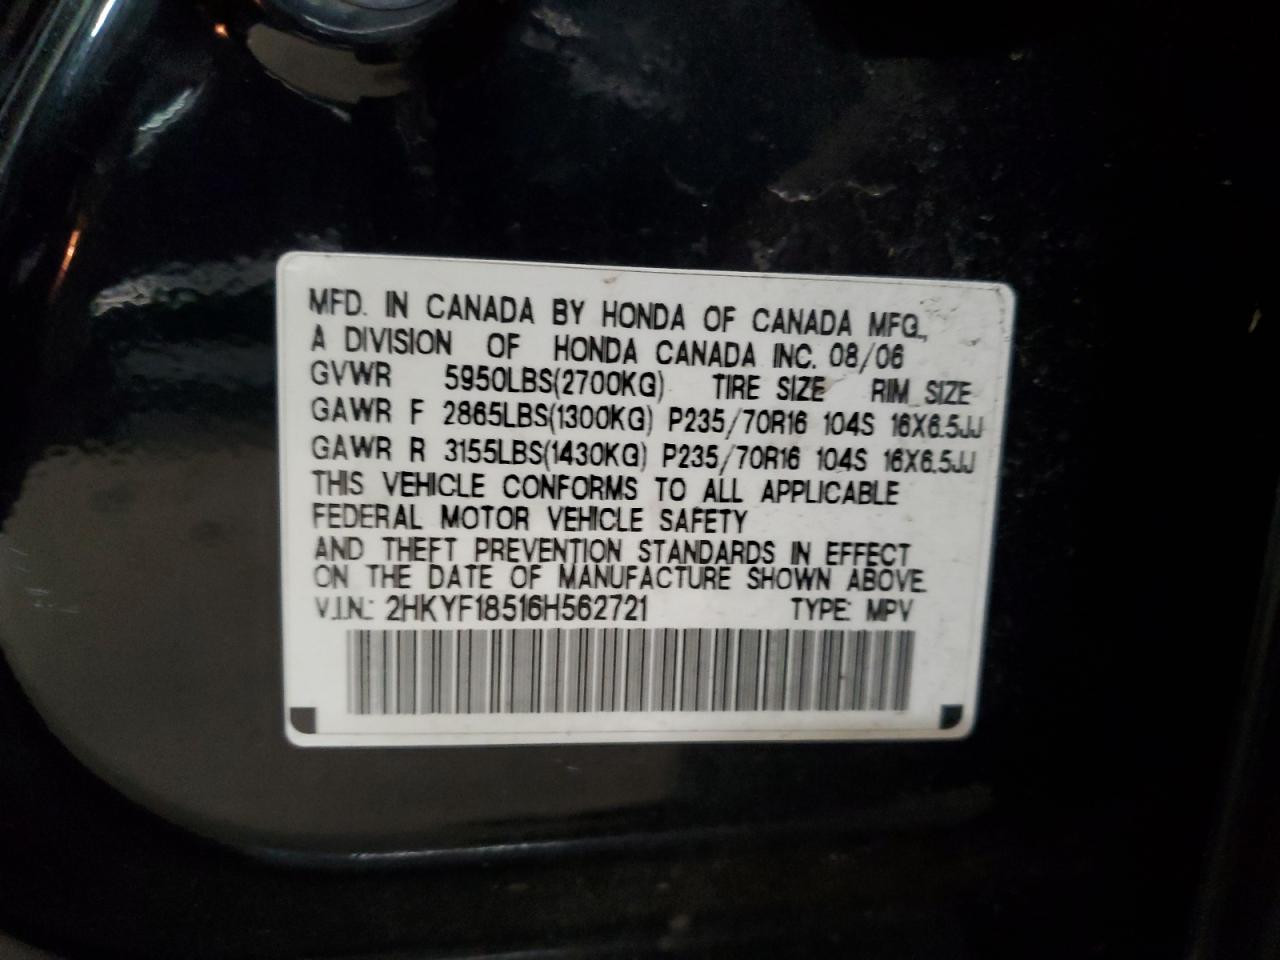 MFD. IN CANADA BY HONDA OF CANADA MFG.,
A DIVISION OF HONDA CANADA INC. 08/06
GVWR 5950LBS(2700KG) TIRE SIZE RIM SIZE
GAWR F 2865LBS(1300KG) P235/70R16 104S 16X6.5JJ
GAWR R 3155LBS(1430KG) P235/70R16 104S 16X6.5JJ
THIS VEHICLE CONFORMS TO ALL APPLICABLE
FEDERAL MOTOR VEHICLE SAFETY
AND THEFT PREVENTION STANDARDS IN EFFECT
ON THE DATE OF MANUFACTURE SHOWN ABOVE.
V.I.N.: 2HKYF18516H562721 TYPE: MPV